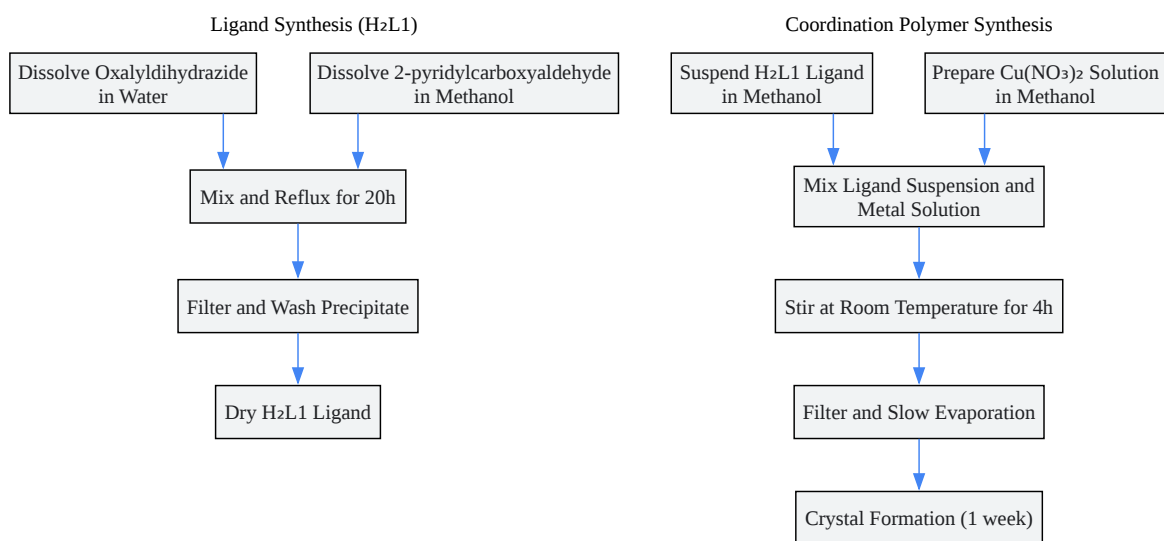 Ligand Synthesis (H₂L1)
Dissolve Oxalyldihydrazide
in Water
Dissolve 2-pyridylcarboxyaldehyde
in Methanol
Mix and Reflux for 20h
Filter and Wash Precipitate
Dry H₂L1 Ligand
Coordination Polymer Synthesis
Suspend H₂L1 Ligand
in Methanol
Prepare Cu(NO₃)₂ Solution
in Methanol
Mix Ligand Suspension and
Metal Solution
Stir at Room Temperature for 4h
Filter and Slow Evaporation
Crystal Formation (1 week)